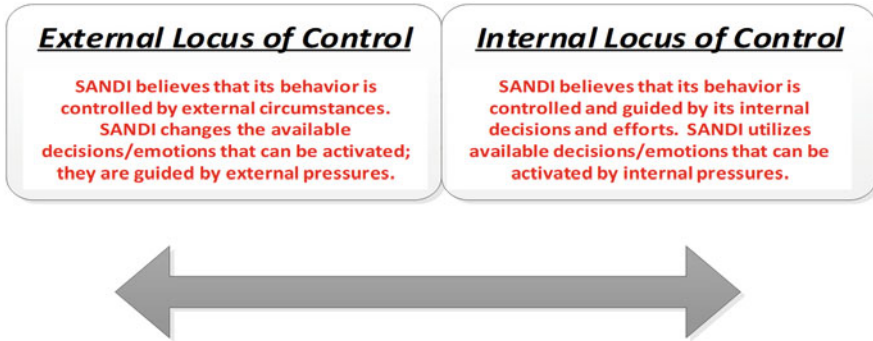 External Locus of Control
SANDI believes that its behavior is
controlled by external circumstances.
SANDI changes the available
decisions/emotions that can be activated;
they are guided by external pressures.
Internal Locus of Control
SANDI believes that its behavior is
controlled and guided by its internal
decisions and efforts. SANDI utilizes
available decisions/emotions that can be
activated by internal pressures.